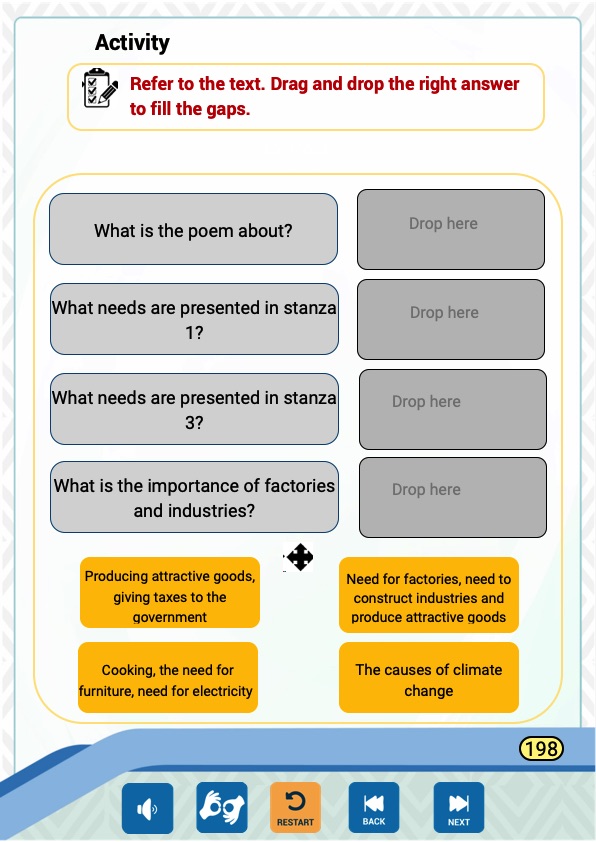 Activity
Refer to the text. Drag and drop the right answer
to fill the gaps.
What is the poem about?
Drop here
What needs are presented in stanza
1?
Drop here
What needs are presented in stanza
3?
Drop here
What is the importance of factories
and industries?
Drop here
Producing attractive goods,
giving taxes to the
government
Need for factories, need to
construct industries and
produce attractive goods
Cooking, the need for
furniture, need for electricity
The causes of climate
change
198
RESTART
BACK
NEXT